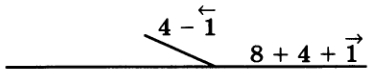 4 − 1←
8 + 4 + 1→